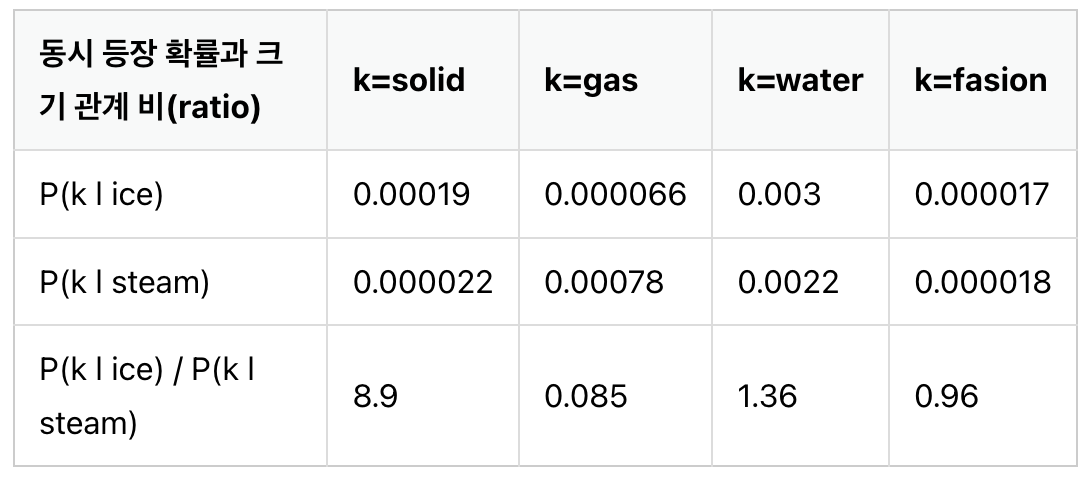 동시 등장 확률과 크
기 관계 비(ratio)
k=solid
k=gas
k=water
k=fasion
P(k l ice)
0.00019
0.000066
0.003
0.000017
P(k l steam)
0.000022
0.00078
0.0022
0.000018
P(k l ice) / P(k l
steam)
8.9
0.085
1.36
0.96